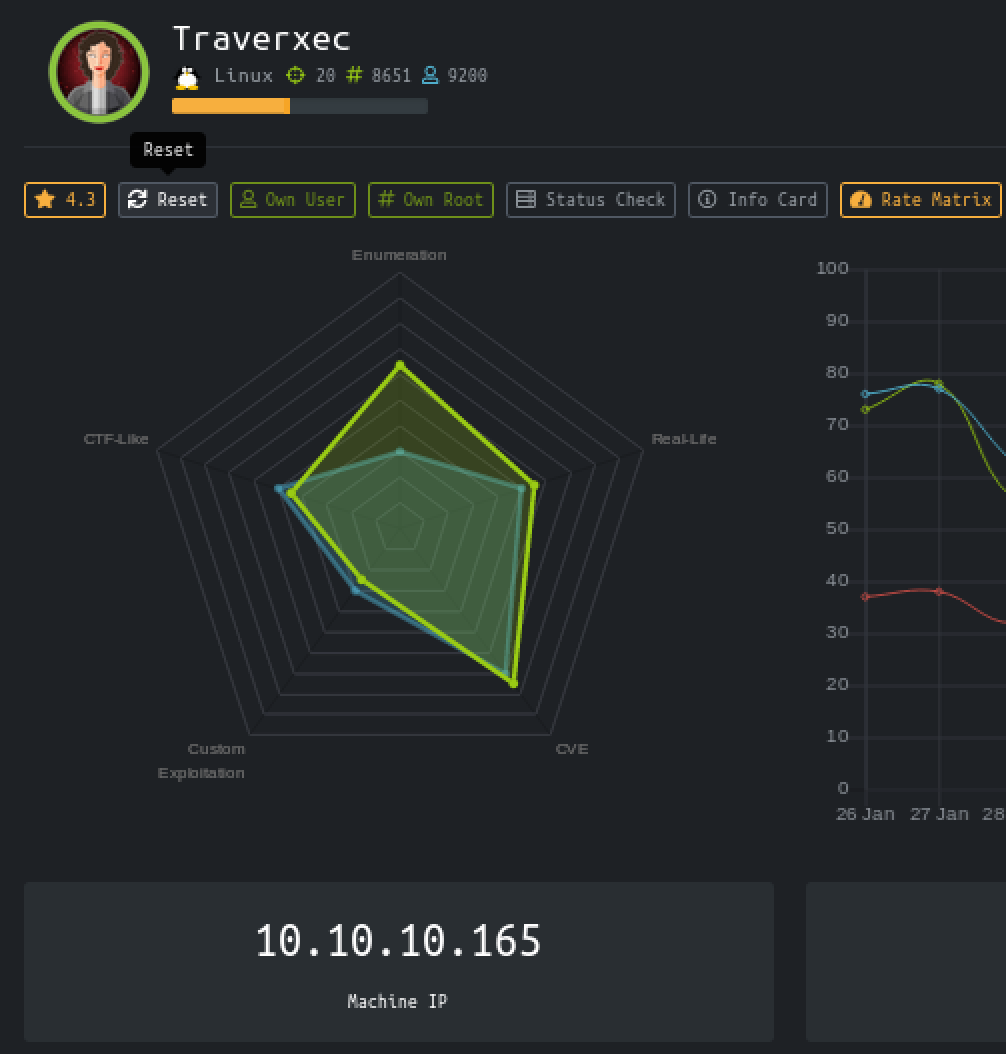 Traverxec
Linux 20 # 8651 9200
Reset
4.3 Reset Own User # Own Root Status Check Info Card Rate Matrix
Enumeration
CTF-Like
Real-Life
Custom
Exploitation
CVE
100
90
80
70
60
50
40
30
20
10
0
26 Jan 27 Jan 28
10.10.10.165
Machine IP